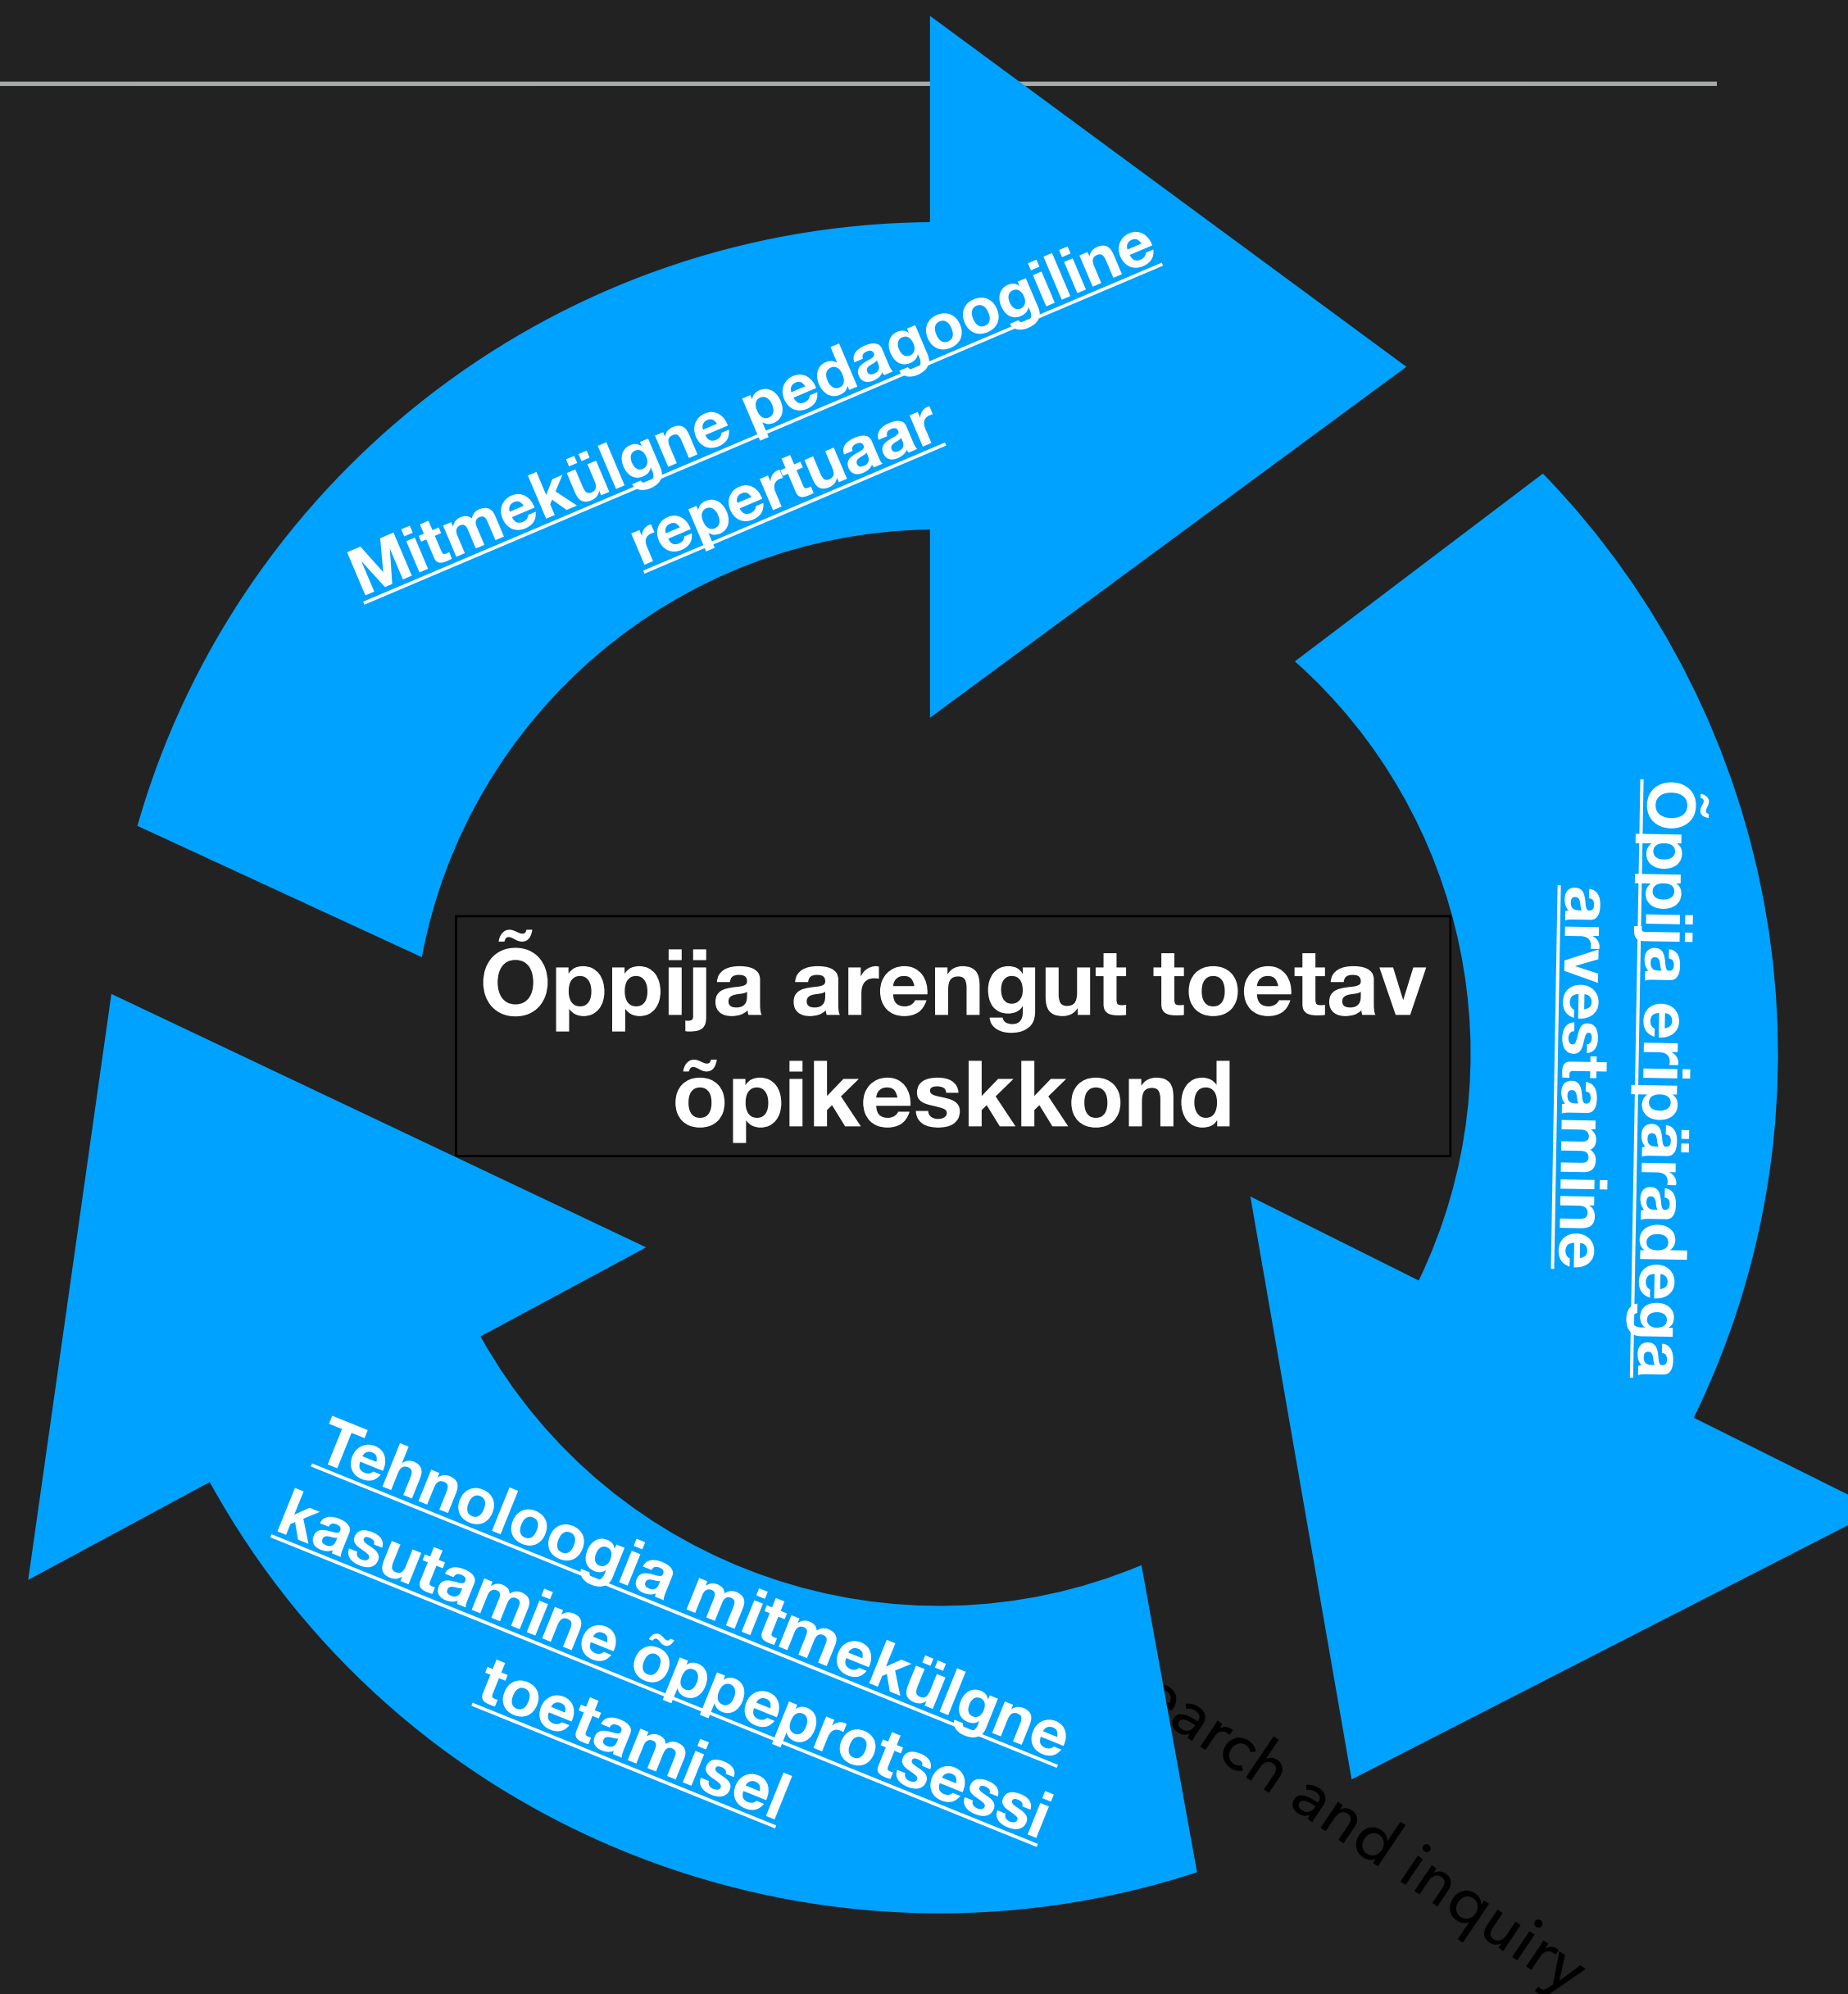 Mitmekülgne pedagoogiline
repertuaar
Õppija eripäradega
arvestamine
Õppija arengut toetav
õpikeskkond
Tehnoloogia mitmekülgne
kasutamine õppeprotsessi
toetamisel
and inquiry